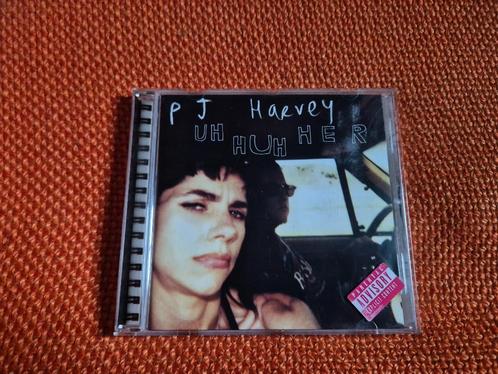 PJ Harvey
UH HUH HER
PARENTAL
ADVISORY
EXPLICIT CONTENT